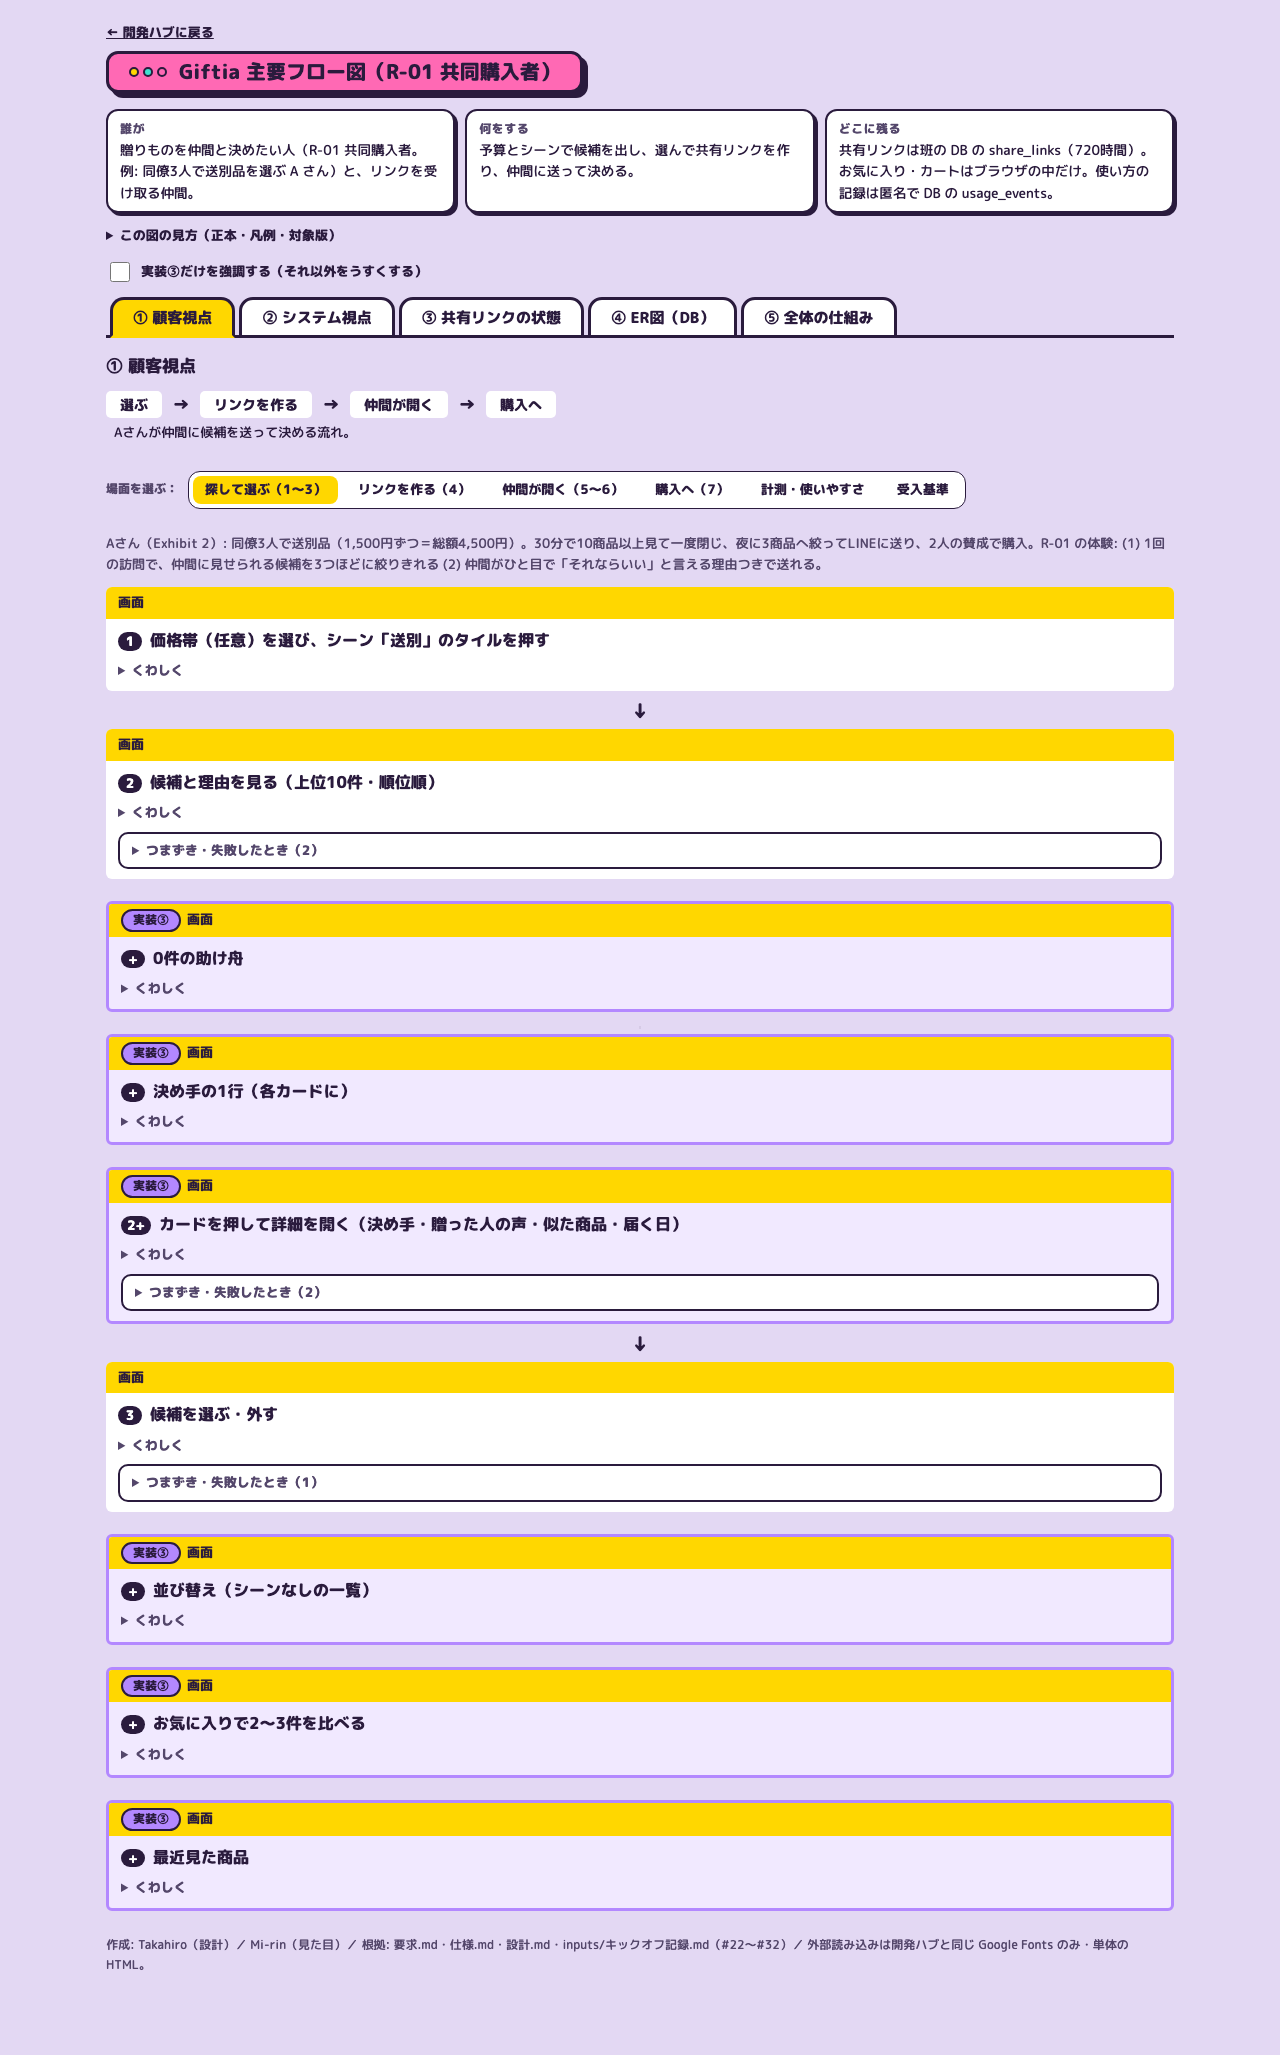 ← 開発ハブに戻る
Giftia 主要フロー図（R-01 共同購入者）
誰が
贈りものを仲間と決めたい人（R-01 共同購入者。
例: 同僚3人で送別品を選ぶ A さん）と、リンクを受
け取る仲間。
何をする
予算とシーンで候補を出し、選んで共有リンクを作
り、仲間に送って決める。
どこに残る
共有リンクは班の DB の share_links（720時間）。
お気に入り・カートはブラウザの中だけ。使い方の
記録は匿名で DB の usage_events。
▶ この図の見方（正本・凡例・対象版）
実装③だけを強調する（それ以外をうすくする）
① 顧客視点
② システム視点
③ 共有リンクの状態
④ ER図（DB）
⑤ 全体の仕組み
① 顧客視点
選ぶ → リンクを作る → 仲間が開く → 購入へ
Aさんが仲間に候補を送って決める流れ。
場面を選ぶ： 探して選ぶ（1〜3） リンクを作る（4） 仲間が開く（5〜6） 購入へ（7） 計測・使いやすさ 受入基準
Aさん（Exhibit 2）: 同僚3人で送別品（1,500円ずつ＝総額4,500円）。30分で10商品以上見て一度閉じ、夜に3商品へ絞ってLINEに送り、2人の賛成で購入。R-01 の体験: (1) 1回
の訪問で、仲間に見せられる候補を3つほどに絞りきれる (2) 仲間がひと目で「それならいい」と言える理由つきで送れる。
画面
1 価格帯（任意）を選び、シーン「送別」のタイルを押す
▶ くわしく
↓
画面
2 候補と理由を見る（上位10件・順位順）
▶ くわしく
▶ つまずき・失敗したとき（2）
実装③ 画面
+ 0件の助け舟
▶ くわしく
実装③ 画面
+ 決め手の1行（各カードに）
▶ くわしく
実装③ 画面
2+ カードを押して詳細を開く（決め手・贈った人の声・似た商品・届く日）
▶ くわしく
▶ つまずき・失敗したとき（2）
↓
画面
3 候補を選ぶ・外す
▶ くわしく
▶ つまずき・失敗したとき（1）
実装③ 画面
+ 並び替え（シーンなしの一覧）
▶ くわしく
実装③ 画面
+ お気に入りで2〜3件を比べる
▶ くわしく
実装③ 画面
+ 最近見た商品
▶ くわしく
作成: Takahiro（設計）／ Mi-rin（見た目）／ 根拠: 要求.md・仕様.md・設計.md・inputs/キックオフ記録.md（#22〜#32）／ 外部読み込みは開発ハブと同じ Google Fonts のみ・単体の
HTML。